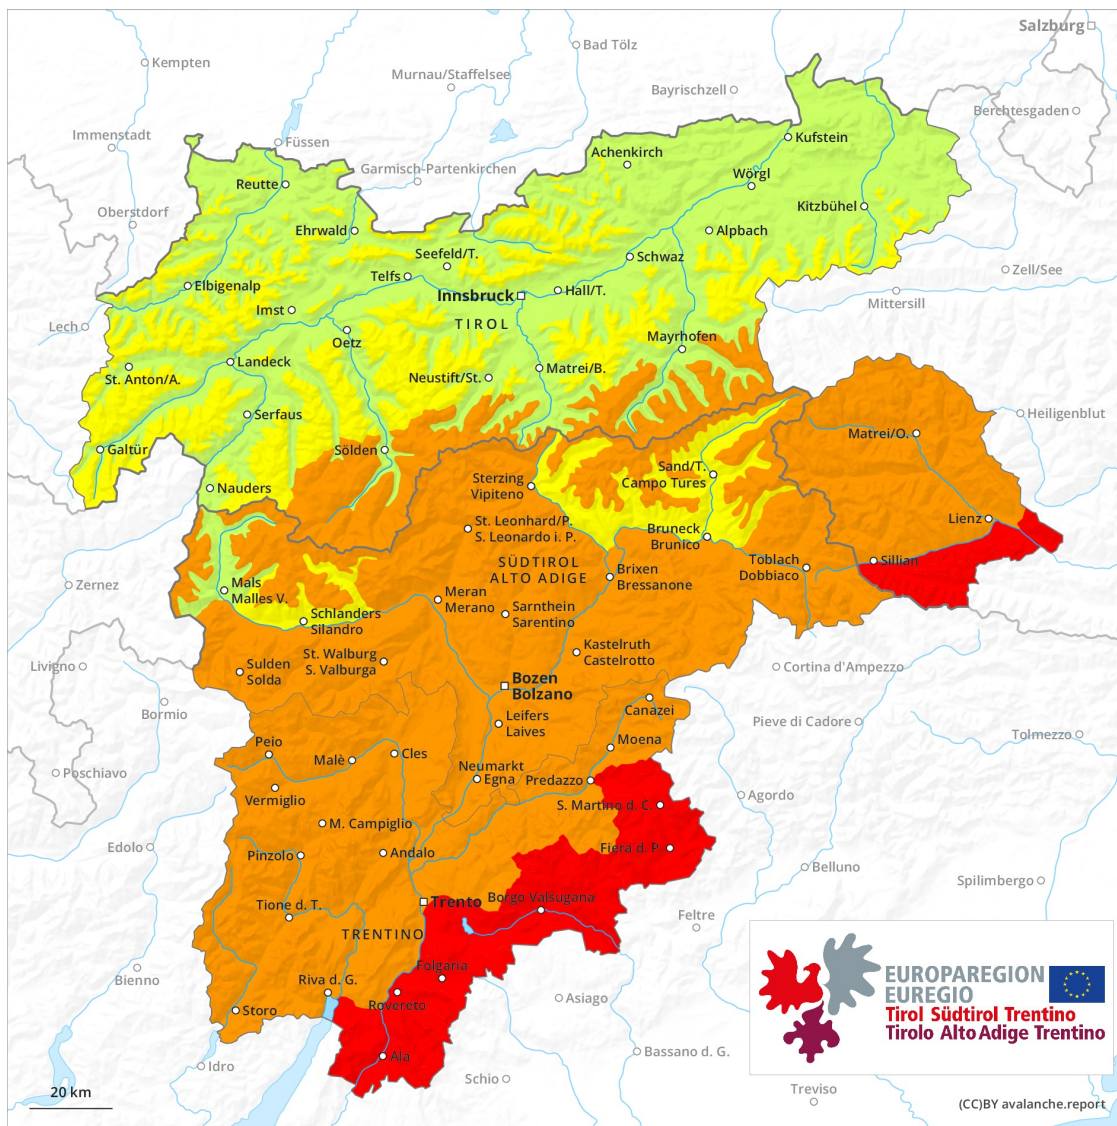 Salzburg
Bad Tölz
Kempten
Murnau/Staffelsee
Bayrischzell
Berchtesgaden
Immenstadt
Füssen
Kufstein
Achenkirch
Garmisch-Partenkirchen
Wörgl
Reutte
Oberstdorf
Kitzbühel
Ehrwald
Alpbach
Seefeld/T.
Schwaz
Zell/See
Telfs
Elbigenalp
Innsbruck
Hall/T.
Mittersill
Imst
TIROL
Lech
Oetz
Mayrhofen
Landeck
Matrei/B.
St. Anton/A.
Neustift/St.
Serfaus
Heiligenblut
Matrei/O.
Galtür
Sölden
Sand/T.
Campo Tures
Sterzing
Vipiteno
Nauders
Lienz
St. Leonhard/P.
S. Leonardo i. P.
Bruneck
Brunico
SÜDTIROL
ALTO ADIGE
Toblach
Dobbiaco
Sillian
Brixen
Bressanone
Zernez
Mals
Malles V.
Meran
Merano
Schlanders
Silandro
Sarnthein
Sarentino
Kastelruth
Castelrotto
St. Walburg
S. Valburga
Livigno
Sulden
Solda
Cortina d'Ampezzo
Bozen
Bolzano
Bormio
Canazei
Leifers
Laives
Pieve di Cadore
Tolmezzo
Moena
Peio
Cles
Malè
Poschiavo
Neumarkt
Egna
Predazzo
Vermiglio
Agordo
S. Martino d. C.
M. Campiglio
Edolo
Fiera d. P.
Pinzolo
Andalo
Belluno
Spilimbergo
Borgo Valsugana
Trento
Tione d. T.
Feltre
TRENTINO
Folgaria
Bienno
Riva d. G.
Rovereto
Asiago
Storo
Ala
Bassano d. G.
Idro
Schio
Treviso
EUROPAREGION
EUREGIO
Tirol Südtirol Trentino
Tirolo Alto Adige Trentino
20 km
(CC)BY avalanche.report